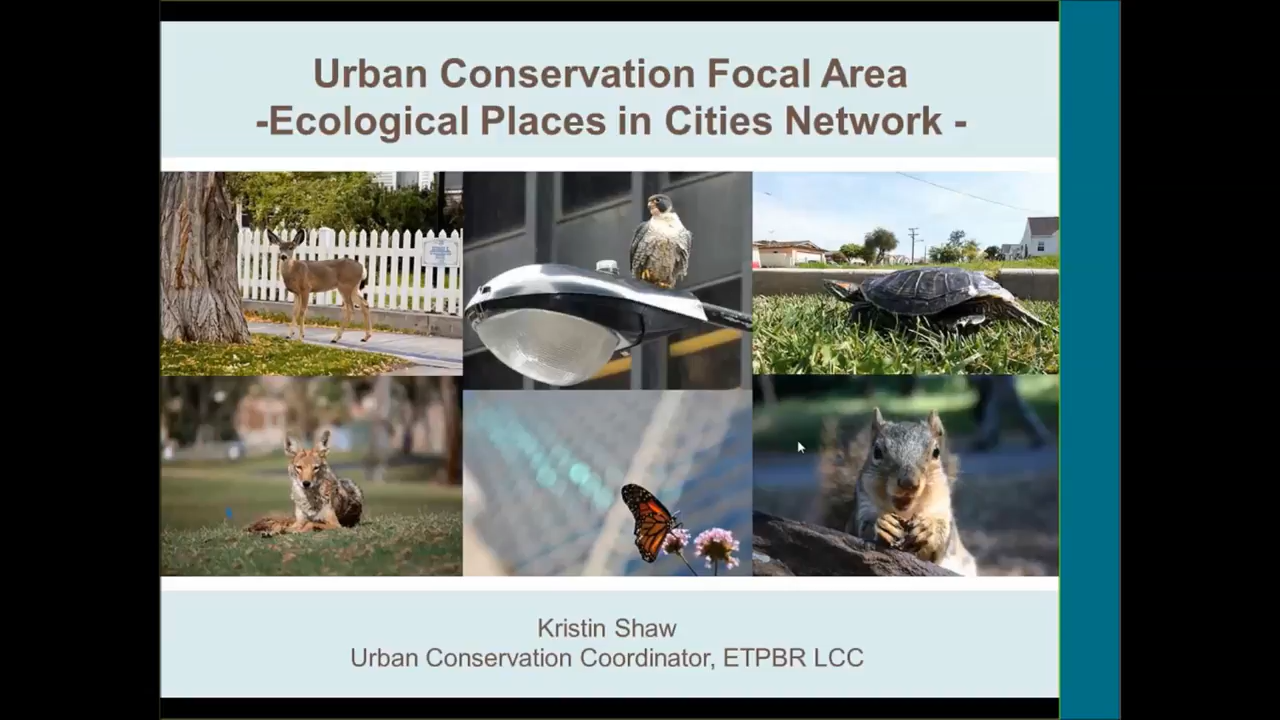 Urban Conservation Focal Area
-Ecological Places in Cities Network -
Kristin Shaw
Urban Conservation Coordinator, ETPBR LCC